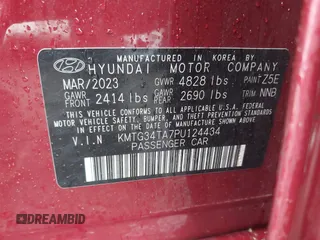 MANUFACTURED IN KOREA BY
HYUNDAI MOTOR COMPANY
MAR/2023 GVWR 4828 lbs PAINT Z5E
GAWR FRONT 2414 lbs GAWR REAR 2690 lbs TRIM NNB
THIS VEHICLE CONFORMS TO ALL APPLICABLE U.S. FEDERAL
MOTOR VEHICLE SAFETY, BUMPER, AND THEFT PREVENTION
STANDARDS IN EFFECT ON THE DATE OF MANUFACTURE
SHOWN ABOVE.
V.I.N KMTG34TA7PU124434
PASSENGER CAR
DREAMBID